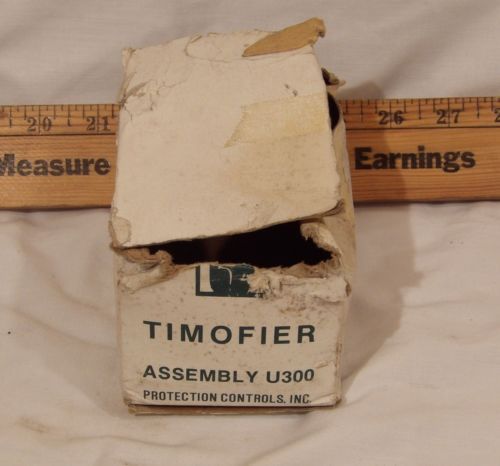 20 21 26 27
Measure Earnings
TIMOFIER
ASSEMBLY U300
PROTECTION CONTROLS, INC.